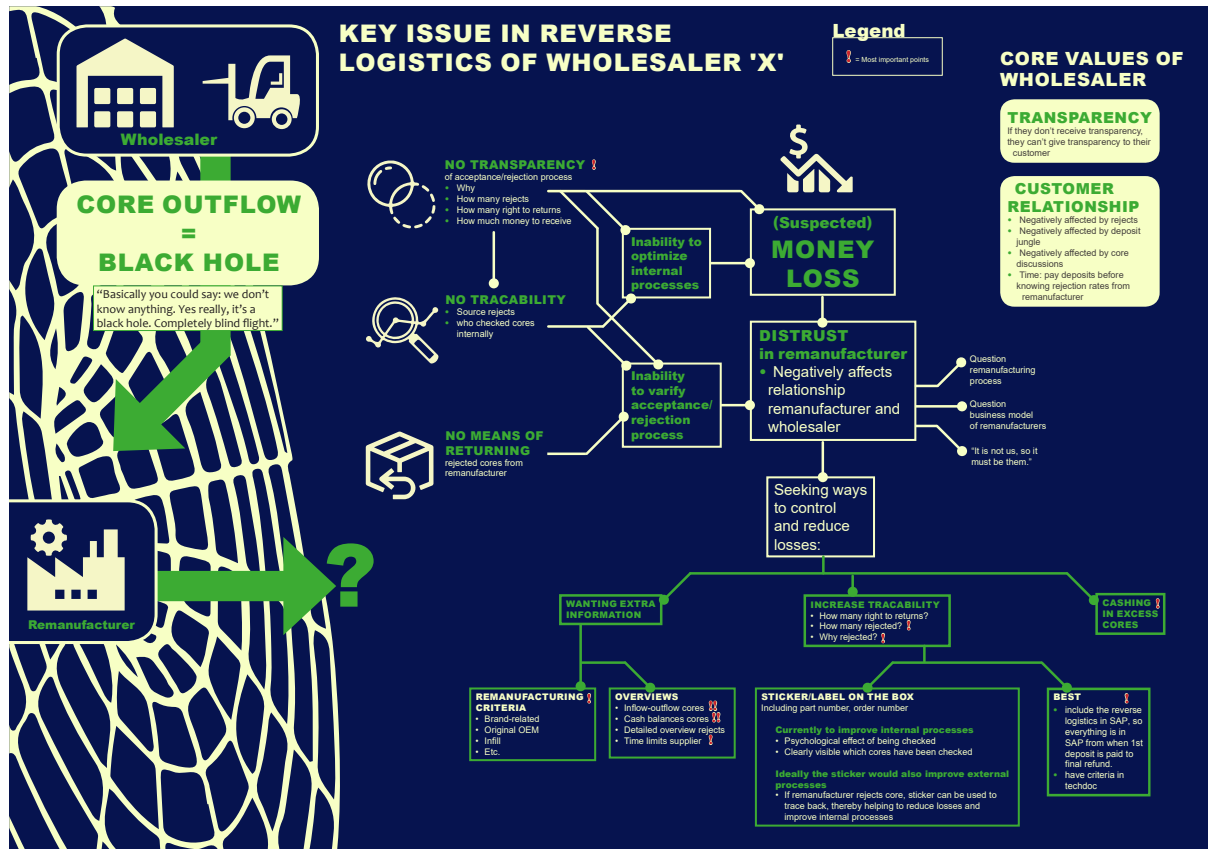 KEY ISSUE IN REVERSE
LOGISTICS OF WHOLESALER 'X'
Legend
= Most important points
CORE VALUES OF
WHOLESALER
TRANSPARENCY
If they don't receive transparency,
they can't give transparency to their
customer
CUSTOMER
RELATIONSHIP
• Negatively affected by rejects
• Negatively affected by deposit
jungle
• Negatively affected by core
discussions
• Time: pay deposits before
knowing rejection rates from
remanufacturer
Wholesaler
CORE OUTFLOW
=
BLACK HOLE
“Basically you could say: we don't
know anything. Yes really, it's a
black hole. Completely blind flight.”
Remanufacturer
?
NO TRANSPARENCY !
of acceptance/rejection process
• Why
• How many rejects
• How many right to returns
• How much money to receive
NO TRACABILITY
• Source rejects
• who checked cores
internally
NO MEANS OF
RETURNING
rejected cores from
remanufacturer
Inability to
optimize
internal
processes
Inability
to varify
acceptance/
rejection
process
$
(Suspected)
MONEY
LOSS
DISTRUST
in remanufacturer
• Negatively affects
relationship
remanufacturer and
wholesaler
Question
remanufacturing
process
Question
business model
of remanufacturers
“It is not us, so it
must be them.”
Seeking ways
to control
and reduce
losses:
WANTING EXTRA
INFORMATION
INCREASE TRACABILITY
• How many right to returns?
• How many rejected? !
• Why rejected? !
CASHING !
IN EXCESS
CORES
REMANUFACTURING !
CRITERIA
• Brand-related
• Original OEM
• Infill
• Etc.
OVERVIEWS
• Inflow-outflow cores !!
• Cash balances cores !!
• Detailed overview rejects
• Time limits supplier !
STICKER/LABEL ON THE BOX
Including part number, order number
Currently to improve internal processes
• Psychological effect of being checked
• Clearly visible which cores have been checked
Ideally the sticker would also improve external
processes
• If remanufacturer rejects core, sticker can be used to
trace back, thereby helping to reduce losses and
improve internal processes
BEST !
• include the reverse
logistics in SAP, so
everything is in
SAP from when 1st
deposit is paid to
final refund.
• have criteria in
techdoc